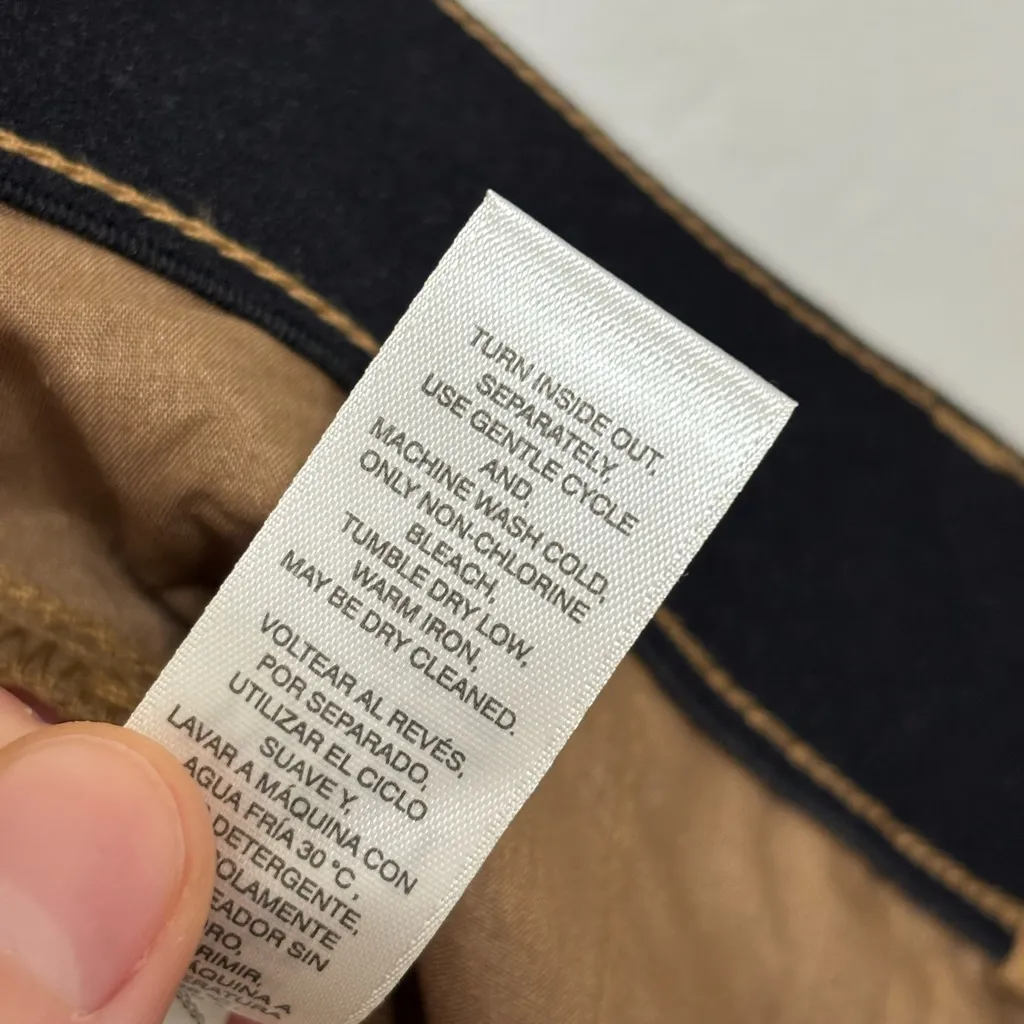 TURN INSIDE OUT,
SEPARATELY,
USE GENTLE CYCLE
AND,
MACHINE WASH COLD,
ONLY NON-CHLORINE
BLEACH,
TUMBLE DRY LOW,
WARM IRON,
MAY BE DRY CLEANED.
VOLTEAR AL REVÉS,
POR SEPARADO,
UTILIZAR EL CICLO
SUAVE Y,
LAVAR A MÁQUINA CON
AGUA FRÍA 30 °C,
DETERGENTE,
SIN